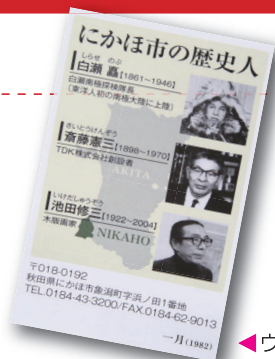 にかほ市の歴史人
しらせ のぶ
白瀬 矗【1861~1946】
白瀬南極探検隊長
(東洋人初の南極大陸に上陸)
さいとうけんぞう
斎藤憲三【1898~1970】
TDK株式会社創設者
AKITA
いけだしゅうぞう
池田修三【1922~2004】
木版画家
NIKAHO
〒018-0192
秋田県にかほ市象潟町字浜ノ田1番地
TEL.0184-43-3200/FAX.0184-62-9013
一月(1982)
◀ウ